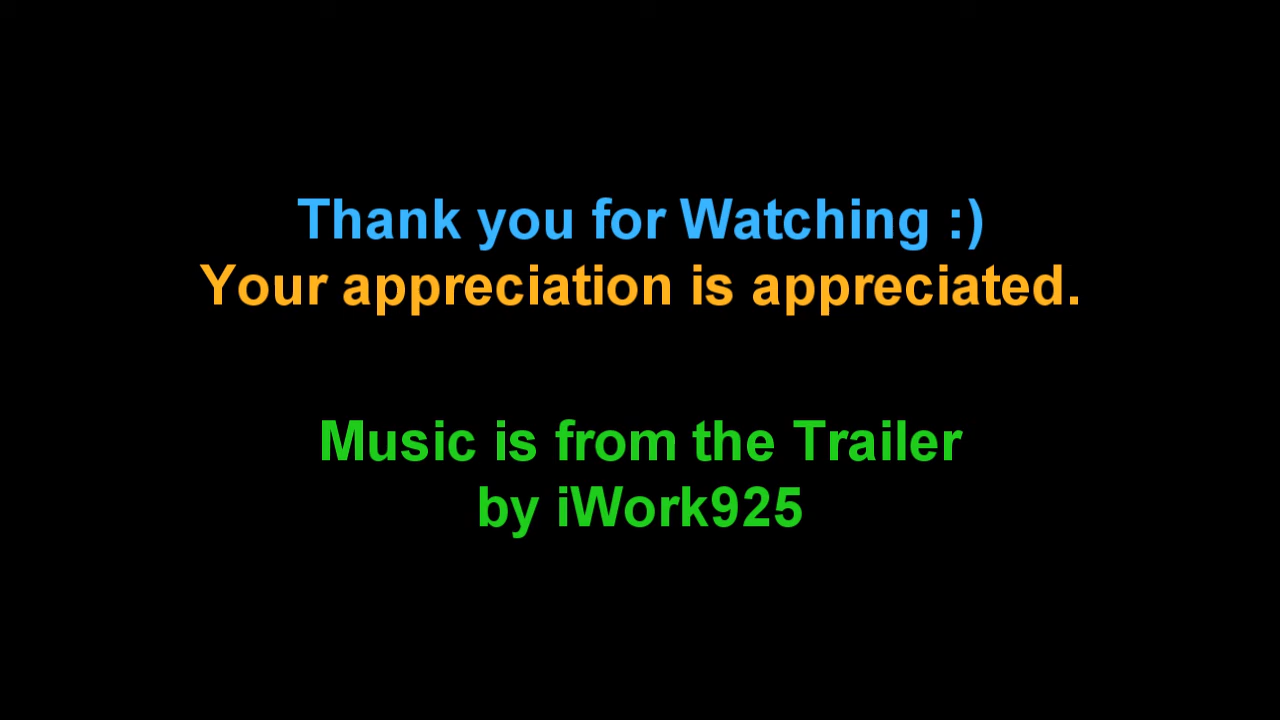 Thank you for Watching :)
Your appreciation is appreciated.
Music is from the Trailer
by iWork925